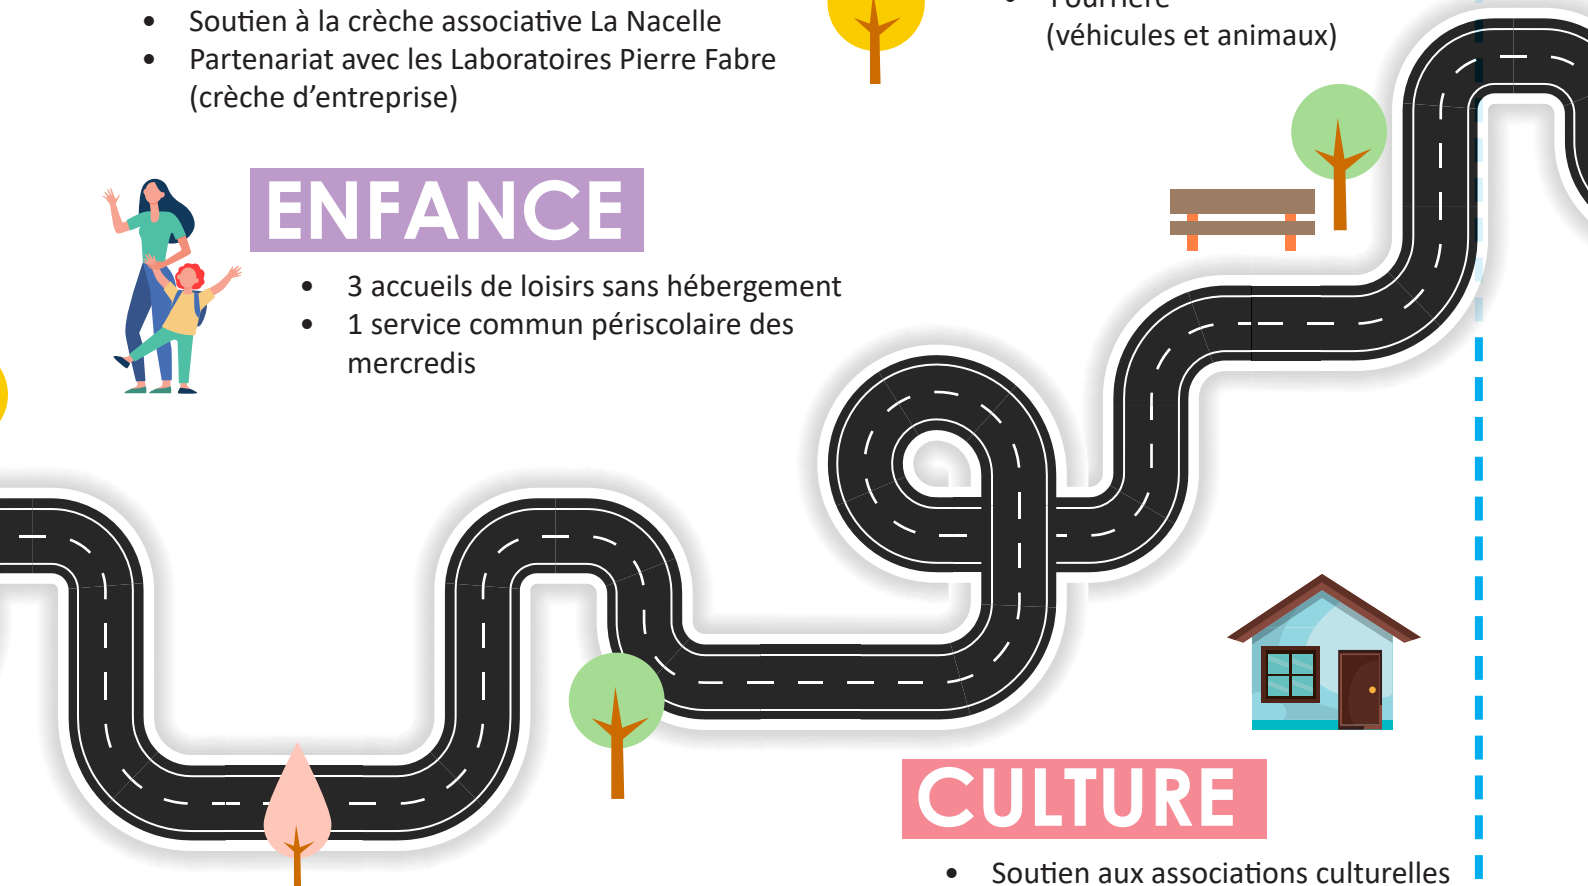 • Soutien à la crèche associative La Nacelle
• Partenariat avec les Laboratoires Pierre Fabre
(crèche d'entreprise)
• Fourrière
(véhicules et animaux)
ENFANCE
• 3 accueils de loisirs sans hébergement
• 1 service commun périscolaire des
mercredis
CULTURE
• Soutien aux associations culturelles